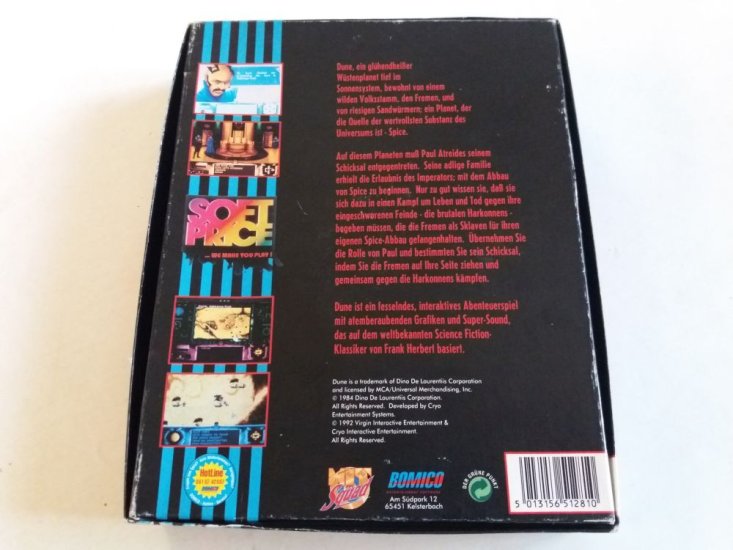 Dune, ein glühendheißer
Wüstenplanet tief im
Sonnensystem, bewohnt von einem
wilden Volksstamm, den Fremen, und
von riesigen Sandwürmern; ein Planet, der
die Quelle der wertvollsten Substanz des
Universums ist - Spice.
Auf diesem Planeten muß Paul Atreides seinem
Schicksal entgegentreten. Seine adlige Familie
erhielt die Erlaubnis des Imperators; mit dem Abbau
von Spice zu beginnen. Nur zu gut wissen sie, daß sie
sich dazu in einen Kampf um Leben und Tod gegen ihre
eingeschworenen Feinde - die brutalen Harkonnens -
begeben müssen, die die Fremen als Sklaven für ihren
eigenen Spice-Abbau gefangenhalten. Übernehmen Sie
die Rolle von Paul und bestimmten Sie sein Schicksal,
indem Sie die Fremen auf Ihre Seite ziehen und
gemeinsam gegen die Harkonnens kämpfen.
SOFT
PRICE
... WE MAKE YOU PLAY !
Dune ist ein fesselndes, interaktives Abenteuerspiel
mit atemberaubenden Grafiken und Super-Sound,
das auf dem weltbekannten Science Fiction-
Klassiker von Frank Herbert basiert.
Dune is a trademark of Dino De Laurentiis Corporation
and licensed by MCA/Universal Merchandising, Inc.
© 1984 Dino De Laurentiis Corporation.
All Rights Reserved. Developed by Cryo
Entertainment Systems.
© 1992 Virgin Interactive Entertainment &
Cryo Interactive Entertainment.
All Rights Reserved.
HotLine
BOMICO
Squad
BOMICO
ENTERTAINMENT SOFTWARE
Am Südpark 12
65451 Kelsterbach
DER GRÜNE PUNKT
5 013156 512810